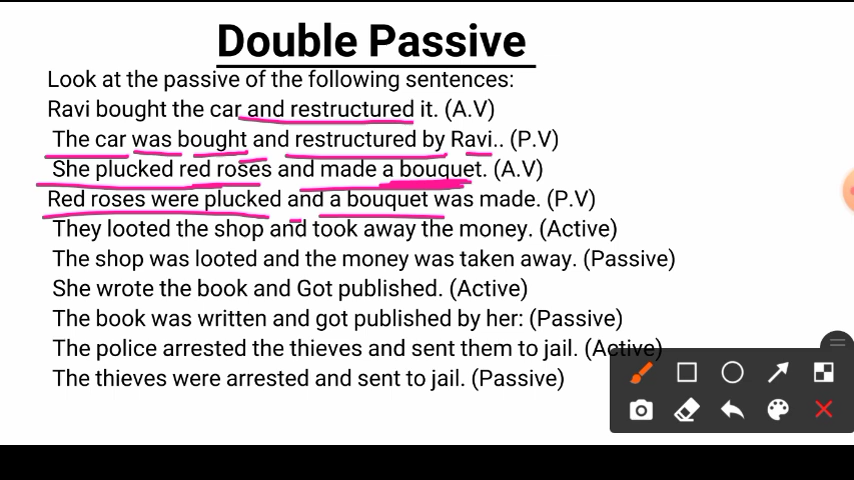 Double Passive
Look at the passive of the following sentences:
Ravi bought the car and restructured it. (A.V)
The car was bought and restructured by Ravi.. (P.V)
She plucked red roses and made a bouquet. (A.V)
Red roses were plucked and a bouquet was made. (P.V)
They looted the shop and took away the money. (Active)
The shop was looted and the money was taken away. (Passive)
She wrote the book and Got published. (Active)
The book was written and got published by her: (Passive)
The police arrested the thieves and sent them to jail. (Active)
The thieves were arrested and sent to jail. (Passive)